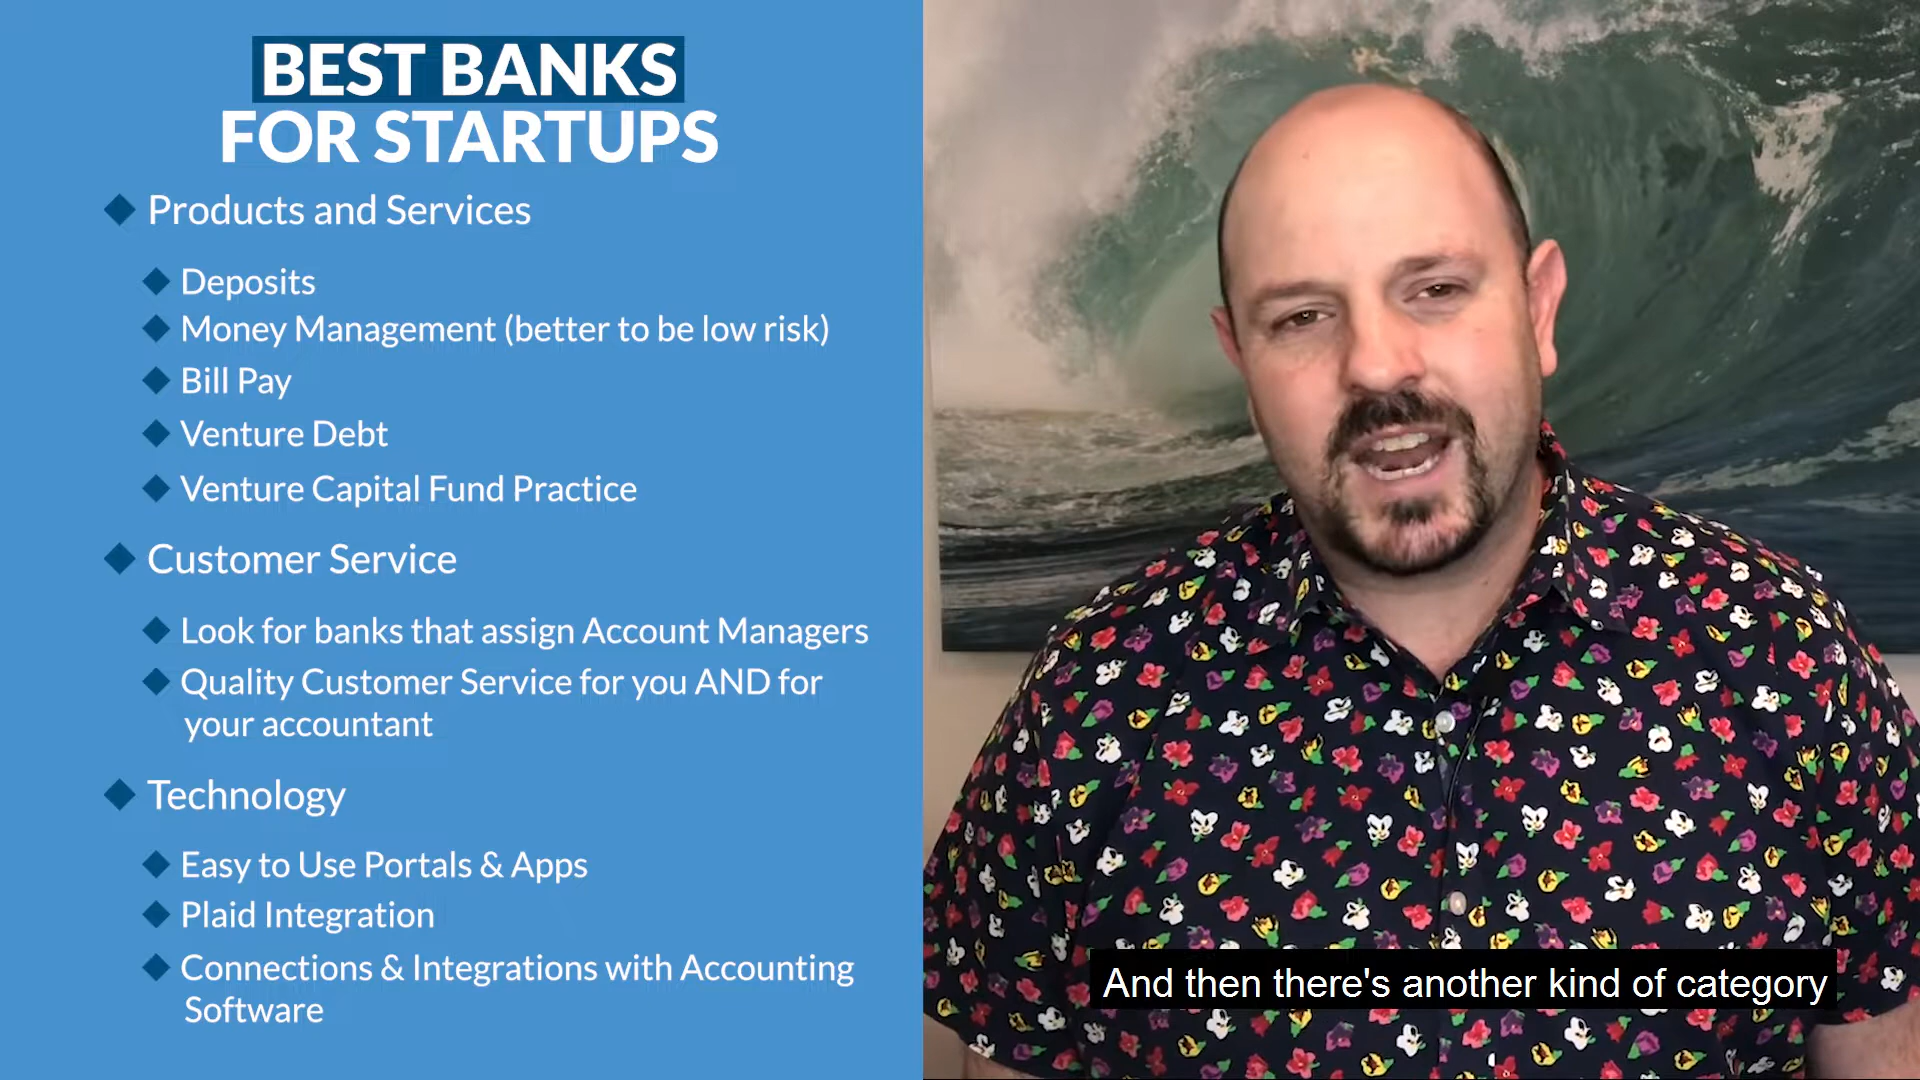 BEST BANKS
FOR STARTUPS
Products and Services
Deposits
Money Management (better to be low risk)
Bill Pay
Venture Debt
Venture Capital Fund Practice
Customer Service
Look for banks that assign Account Managers
Quality Customer Service for you AND for
your accountant
Technology
Easy to Use Portals & Apps
Plaid Integration
Connections & Integrations with Accounting
Software
And then there's another kind of category